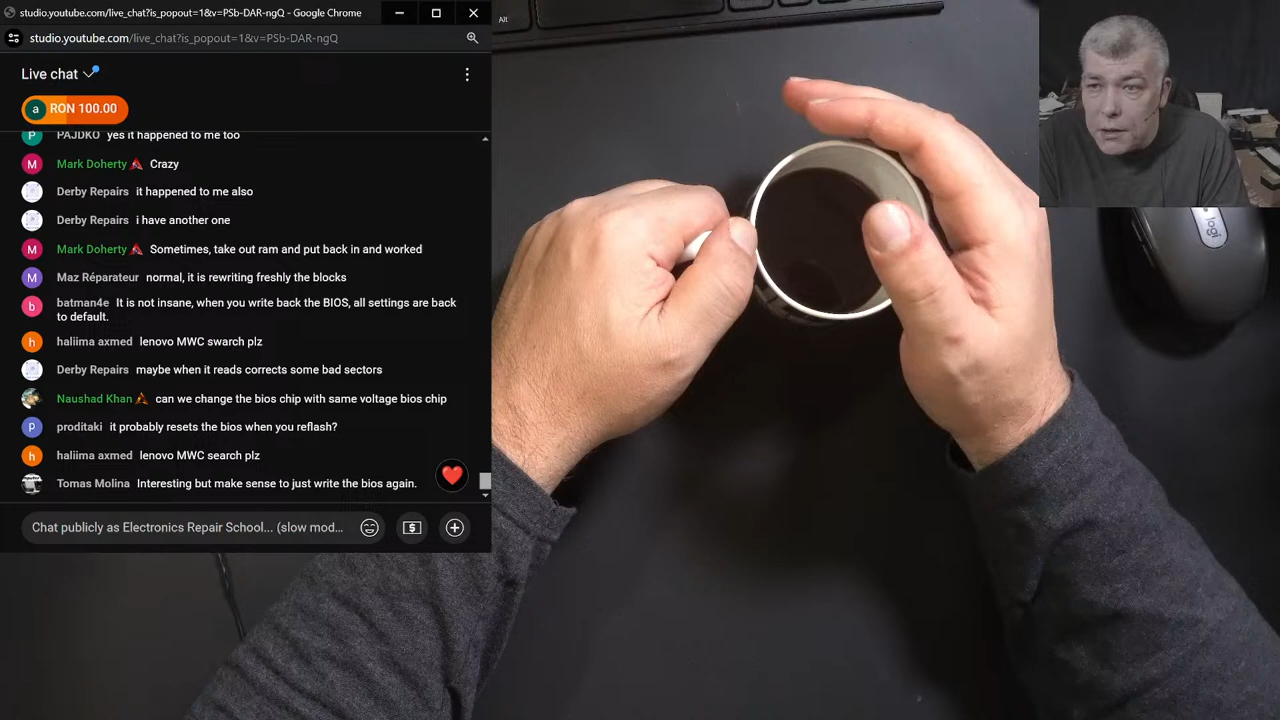 studio.youtube.com/live_chat?is_popout=1&v=PSb-DAR-ngQ - Google Chrome
studio.youtube.com/live_chat?is_popout=1&v=PSb-DAR-ngQ
Live chat
a RON 100.00
P PAJDKO yes it happened to me too
M Mark Doherty Crazy
Derby Repairs it happened to me also
Derby Repairs i have another one
M Mark Doherty Sometimes, take out ram and put back in and worked
M Maz Réparateur normal, it is rewriting freshly the blocks
b batman4e It is not insane, when you write back the BIOS, all settings are back
to default.
h haliima axmed lenovo MWC swarch plz
Derby Repairs maybe when it reads corrects some bad sectors
Naushad Khan can we change the bios chip with same voltage bios chip
P proditaki it probably resets the bios when you reflash?
h haliima axmed lenovo MWC search plz
Tomas Molina Interesting but make sense to just write the bios again.
Chat publicly as Electronics Repair School... (slow mod...
$
Alt
logi